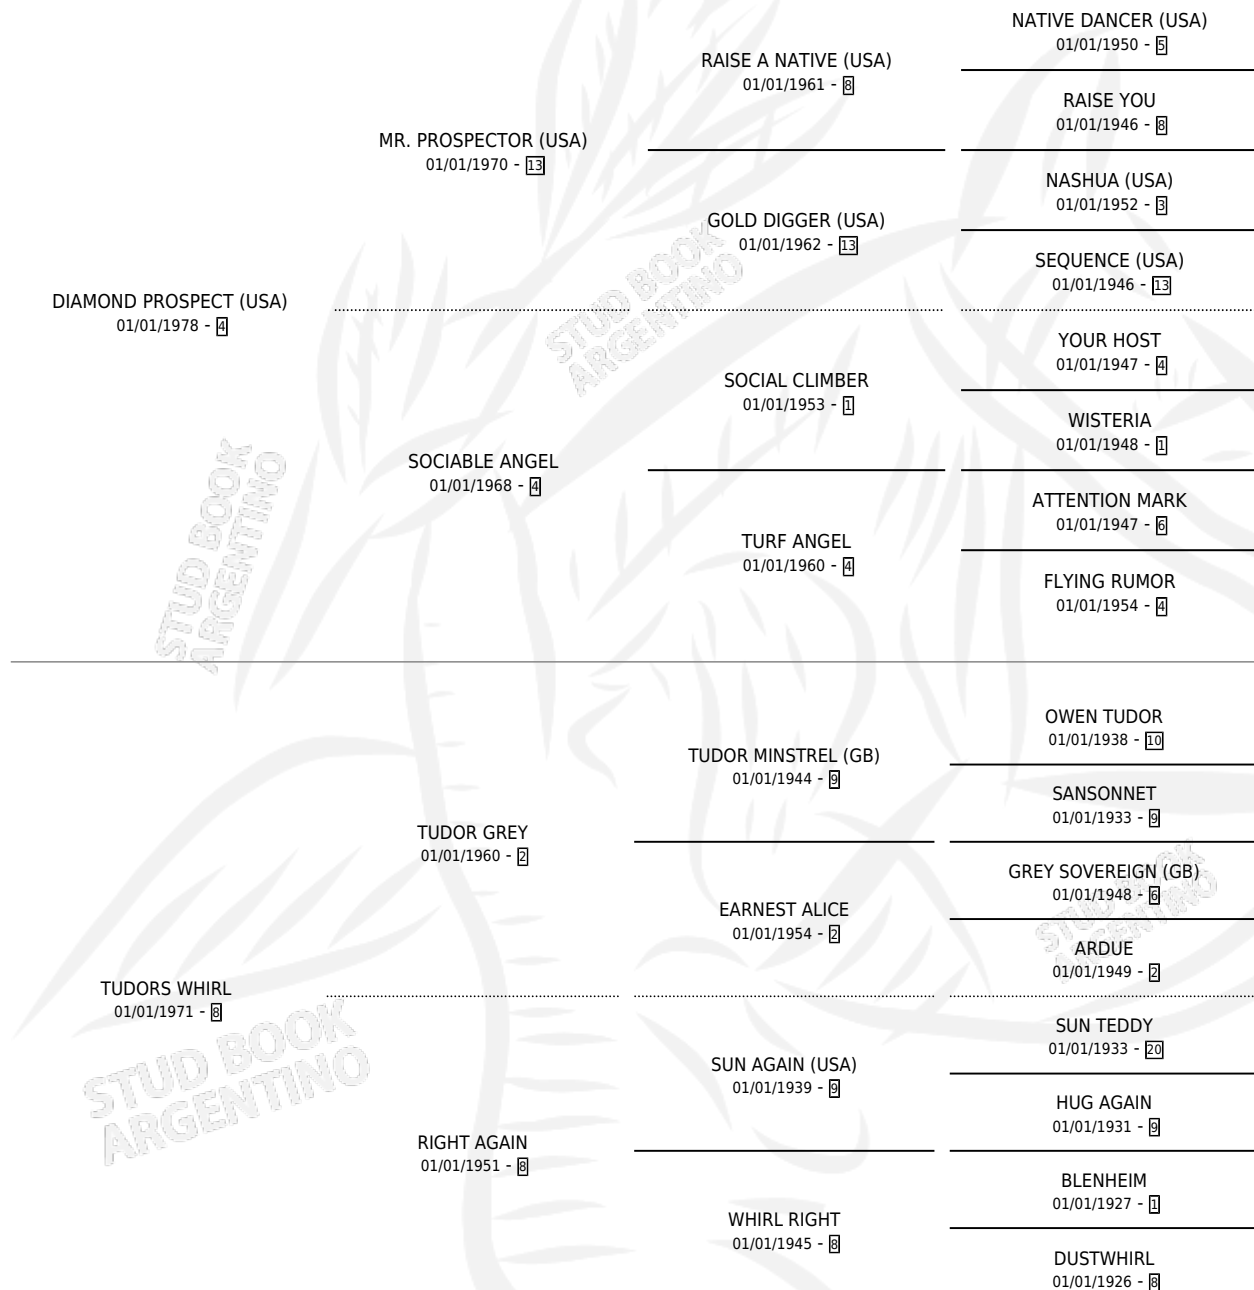 NATIVE DANCER (USA)
01/01/1950 - 5
RAISE A NATIVE (USA)
01/01/1961 - 8
RAISE YOU
01/01/1946 - 8
MR. PROSPECTOR (USA)
01/01/1970 - 13
NASHUA (USA)
01/01/1952 - 3
GOLD DIGGER (USA)
01/01/1962 - 13
SEQUENCE (USA)
01/01/1946 - 13
DIAMOND PROSPECT (USA)
01/01/1978 - 4
STUD BOOK
ARGENTINO
YOUR HOST
01/01/1947 - 4
SOCIAL CLIMBER
01/01/1953 - 1
WISTERIA
01/01/1948 - 1
SOCIABLE ANGEL
01/01/1968 - 4
ATTENTION MARK
01/01/1947 - 6
TURF ANGEL
01/01/1960 - 4
FLYING RUMOR
01/01/1954 - 4
STUD BOOK
ARGENTINO
OWEN TUDOR
01/01/1938 - 10
TUDOR MINSTREL (GB)
01/01/1944 - 9
SANSONNET
01/01/1933 - 9
TUDOR GREY
01/01/1960 - 2
GREY SOVEREIGN (GB)
01/01/1948 - 6
EARNEST ALICE
01/01/1954 - 2
STUD BOOK
ARGENTINO
ARDUE
01/01/1949 - 2
TUDORS WHIRL
01/01/1971 - 8
SUN TEDDY
01/01/1933 - 20
STUD BOOK
ARGENTINO
SUN AGAIN (USA)
01/01/1939 - 9
HUG AGAIN
01/01/1931 - 9
RIGHT AGAIN
01/01/1951 - 8
BLENHEIM
01/01/1927 - 1
WHIRL RIGHT
01/01/1945 - 8
DUSTWHIRL
01/01/1926 - 8